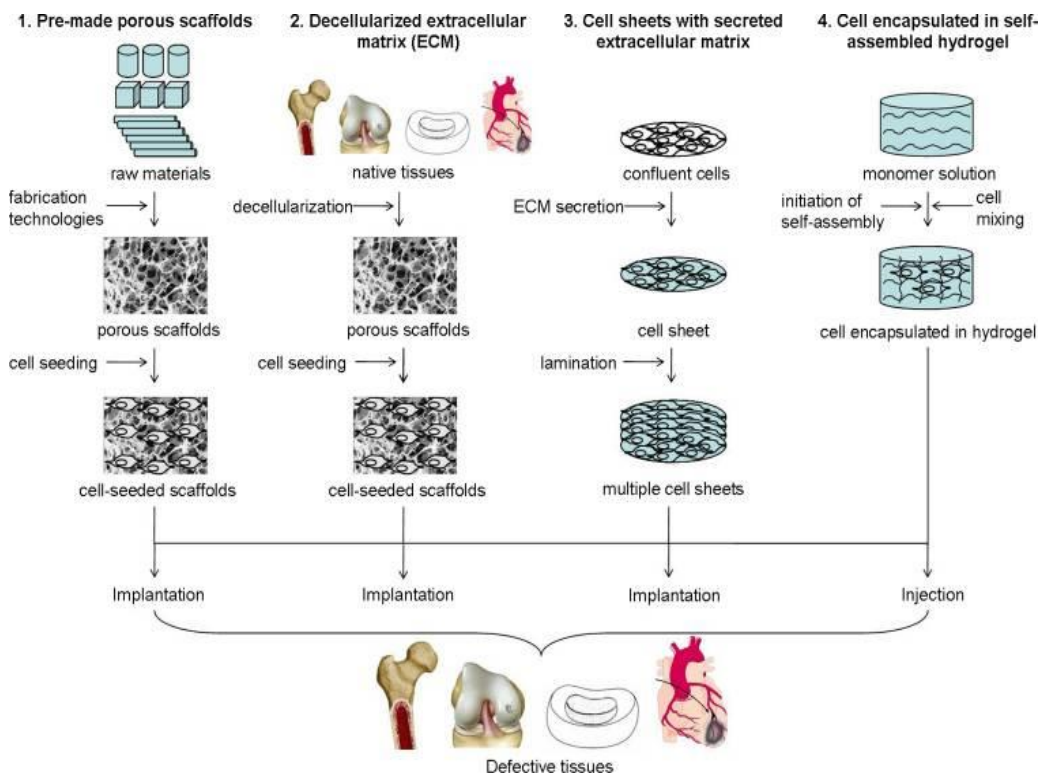 1. Pre-made porous scaffolds
raw materials
fabrication
technologies
porous scaffolds
cell seeding
cell-seeded scaffolds
Implantation
2. Decellularized extracellular
matrix (ECM)
native tissues
decellularization
porous scaffolds
cell seeding
cell-seeded scaffolds
Implantation
3. Cell sheets with secreted
extracellular matrix
confluent cells
ECM secretion
cell sheet
lamination
multiple cell sheets
Implantation
4. Cell encapsulated in self-
assembled hydrogel
monomer solution
initiation of
self-assembly
cell
mixing
cell encapsulated in hydrogel
Injection
Defective tissues